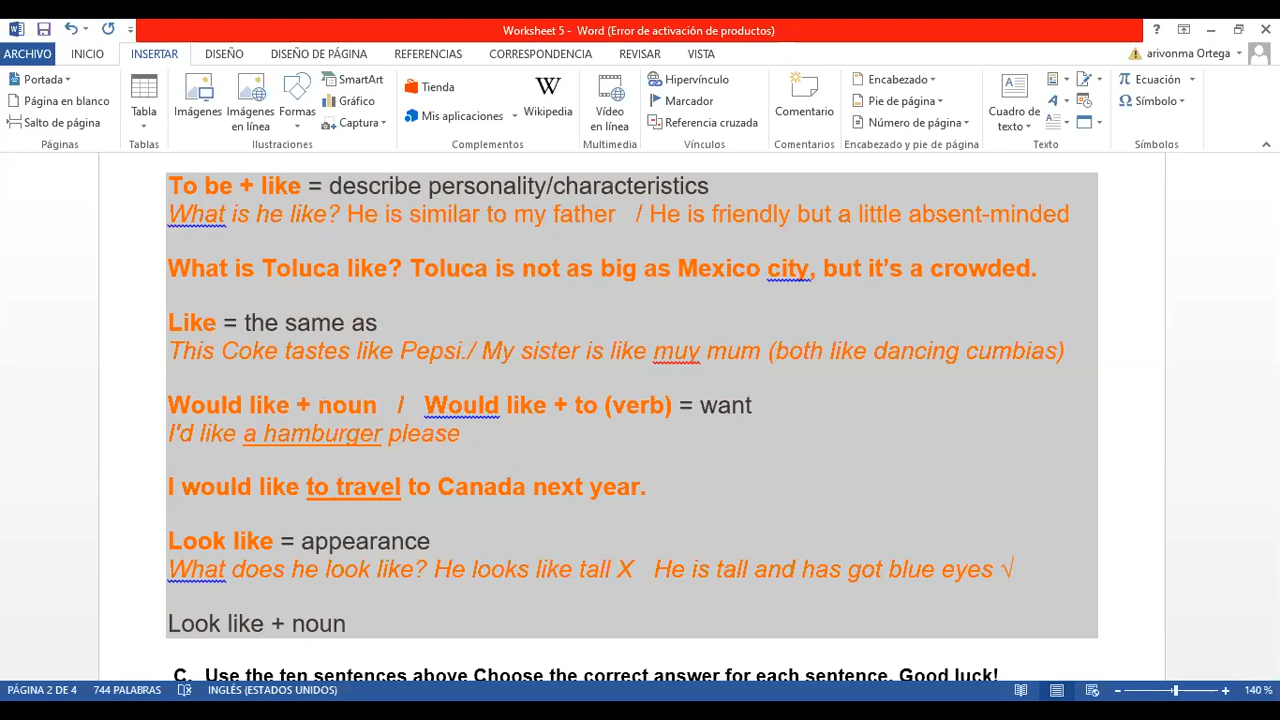 Worksheet 5 - Word (Error de activación de productos)
ARCHIVO INICIO INSERTAR DISEÑO DISEÑO DE PÁGINA REFERENCIAS CORRESPONDENCIA REVISAR VISTA arivonma Ortega
Portada
Página en blanco
Salto de página
Páginas
Tabla
Tablas
Imágenes
Imágenes en línea
Formas
SmartArt
Gráfico
Captura
Ilustraciones
Tienda
Mis aplicaciones
Wikipedia
Complementos
Vídeo en línea
Multimedia
Hipervínculo
Marcador
Referencia cruzada
Vínculos
Comentario
Comentarios
Encabezado
Pie de página
Número de página
Encabezado y pie de página
Cuadro de texto
Texto
Ecuación
Símbolo
Símbolos
To be + like = describe personality/characteristics
What is he like? He is similar to my father / He is friendly but a little absent-minded
What is Toluca like? Toluca is not as big as Mexico city, but it's a crowded.
Like = the same as
This Coke tastes like Pepsi./ My sister is like muy mum (both like dancing cumbias)
Would like + noun / Would like + to (verb) = want
I'd like a hamburger please
I would like to travel to Canada next year.
Look like = appearance
What does he look like? He looks like tall X He is tall and has got blue eyes √
Look like + noun
C. Use the ten sentences above Choose the correct answer for each sentence. Good luck!
PÁGINA 2 DE 4 744 PALABRAS INGLÉS (ESTADOS UNIDOS) 140 %